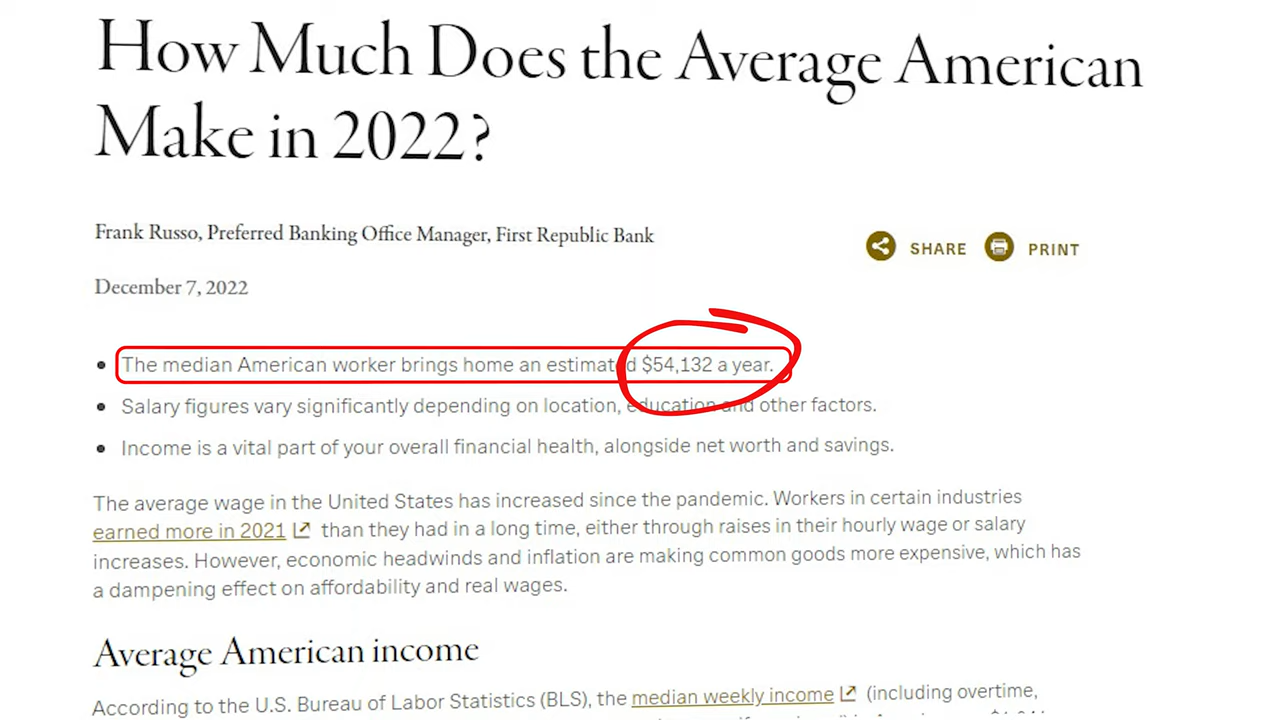 How Much Does the Average American
Make in 2022?
Frank Russo, Preferred Banking Office Manager, First Republic Bank
SHARE
PRINT
December 7, 2022
The median American worker brings home an estimated $54,132 a year.
Salary figures vary significantly depending on location, education and other factors.
Income is a vital part of your overall financial health, alongside net worth and savings.
The average wage in the United States has increased since the pandemic. Workers in certain industries
earned more in 2021 than they had in a long time, either through raises in their hourly wage or salary
increases. However, economic headwinds and inflation are making common goods more expensive, which has
a dampening effect on affordability and real wages.
Average American income
According to the U.S. Bureau of Labor Statistics (BLS), the median weekly income (including overtime,